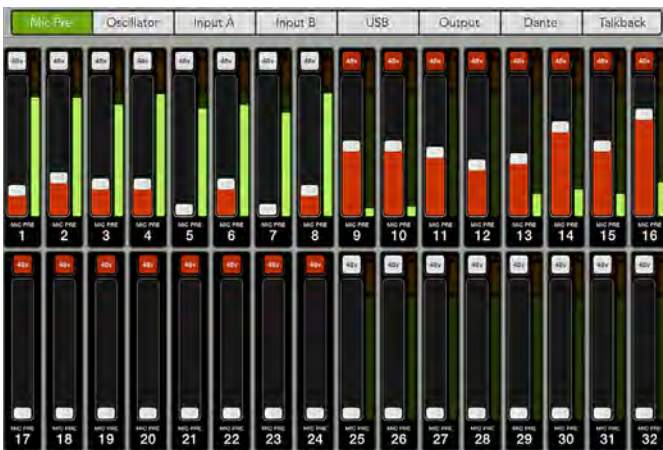 Mic Pre Oscillator Input A Input B USB Output Dante Talkback
48v 48v 48v 48v 48v 48v 48v 48v 48v 48v 48v 48v 48v 48v 48v 48v
MIC PRE MIC PRE MIC PRE MIC PRE MIC PRE MIC PRE MIC PRE MIC PRE MIC PRE MIC PRE MIC PRE MIC PRE MIC PRE MIC PRE MIC PRE MIC PRE
1 2 3 4 5 6 7 8 9 10 11 12 13 14 15 16
48v 48v 48v 48v 48v 48v 48v 48v 48v 48v 48v 48v 48v 48v 48v 48v
MIC PRE MIC PRE MIC PRE MIC PRE MIC PRE MIC PRE MIC PRE MIC PRE MIC PRE MIC PRE MIC PRE MIC PRE MIC PRE MIC PRE MIC PRE MIC PRE
17 18 19 20 21 22 23 24 25 26 27 28 29 30 31 32